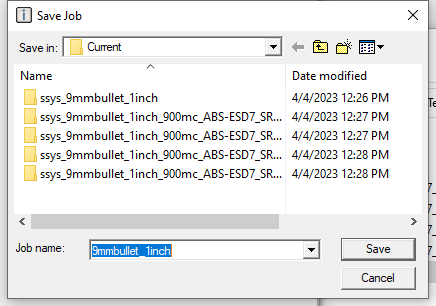 Save Job
Save in: Current
Name Date modified
ssys_9mmbullet_1inch 4/4/2023 12:26 PM
ssys_9mmbullet_1inch_900mc_ABS-ESD7_SR... 4/4/2023 12:27 PM
ssys_9mmbullet_1inch_900mc_ABS-ESD7_SR... 4/4/2023 12:27 PM
ssys_9mmbullet_1inch_900mc_ABS-ESD7_SR... 4/4/2023 12:28 PM
ssys_9mmbullet_1inch_900mc_ABS-ESD7_SR... 4/4/2023 12:28 PM
Job name: 9mmbullet_1inch
Save
Cancel